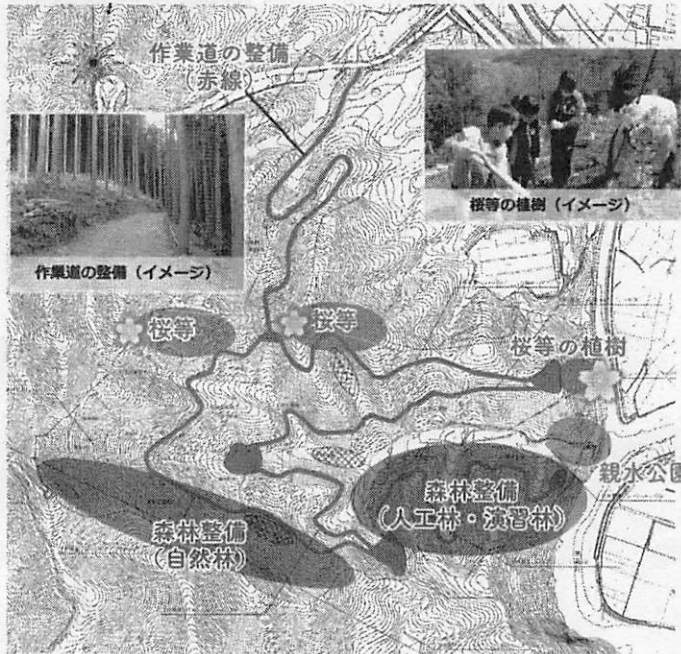 作業道の整備
（赤線）
作業道の整備（イメージ）
桜等の植樹（イメージ）
桜等
桜等
桜等の植樹
親水公園
森林整備
（人工林・演習林）
森林整備
（自然林）